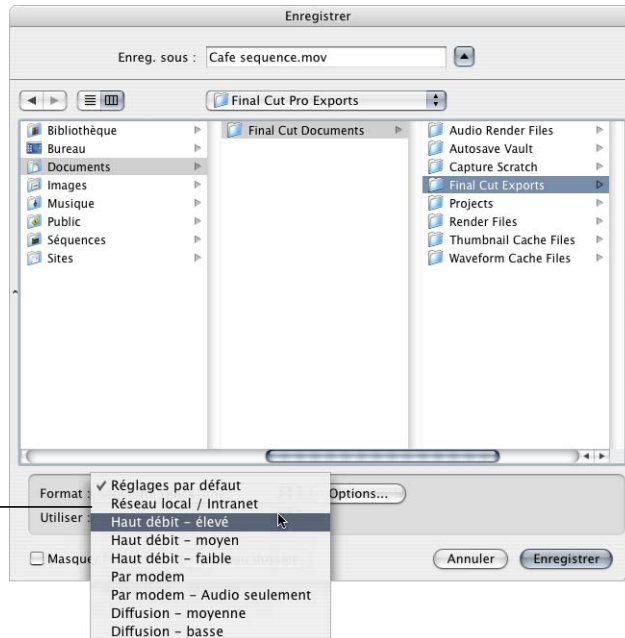 Enregistrer
Enreg. sous : Cafe sequence.mov
Final Cut Pro Exports
Bibliothèque
Bureau
Documents
Images
Musique
Public
Séquences
Sites
Final Cut Documents
Audio Render Files
Autosave Vault
Capture Scratch
Final Cut Exports
Projects
Render Files
Thumbnail Cache Files
Waveform Cache Files
Format :
Options...
Utiliser :
Masque
✓ Réglages par défaut
Réseau local / Intranet
Haut débit – élevé
Haut débit – moyen
Haut débit – faible
Par modem
Par modem – Audio seulement
Diffusion – moyenne
Diffusion – basse
Annuler
Enregistrer